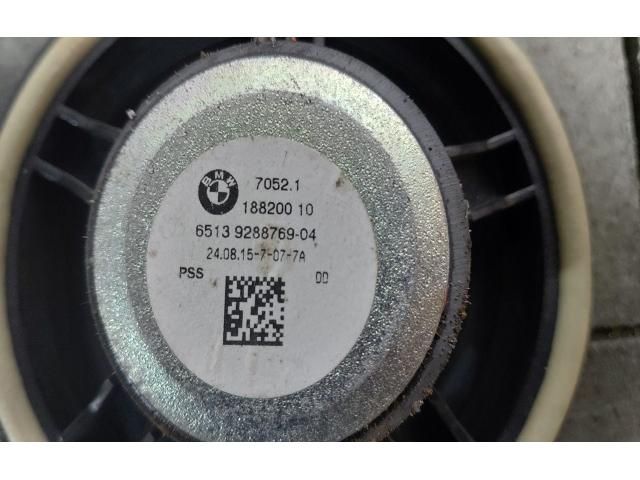 BMW
7052.1
188200 10
6513 9288769-04
24.08.15-7-07-7A
PSS DD